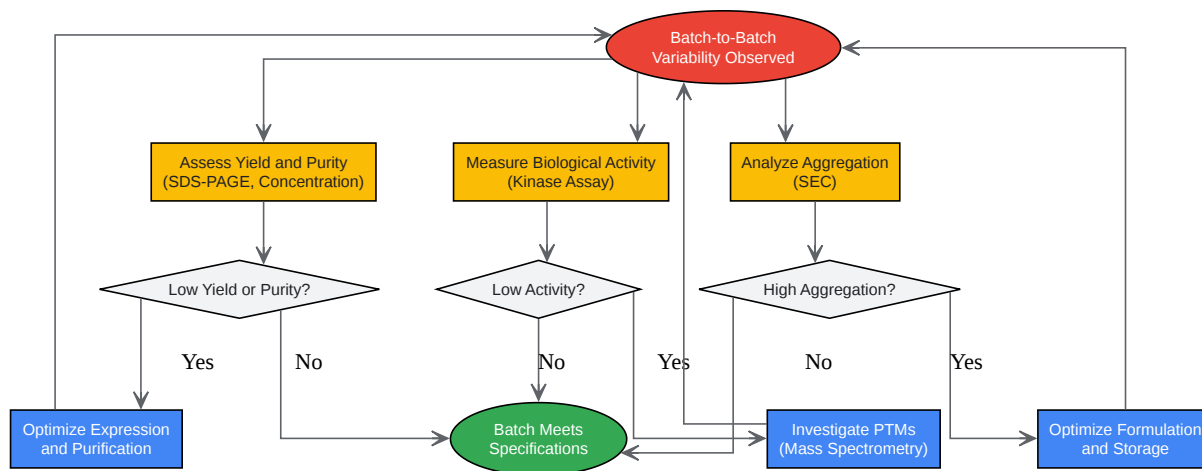 Batch-to-Batch
Variability Observed
Assess Yield and Purity
(SDS-PAGE, Concentration)
Measure Biological Activity
(Kinase Assay)
Analyze Aggregation
(SEC)
Low Yield or Purity?
Low Activity?
High Aggregation?
Yes
No
No
Yes
No
Yes
Optimize Expression
and Purification
Batch Meets
Specifications
Investigate PTMs
(Mass Spectrometry)
Optimize Formulation
and Storage